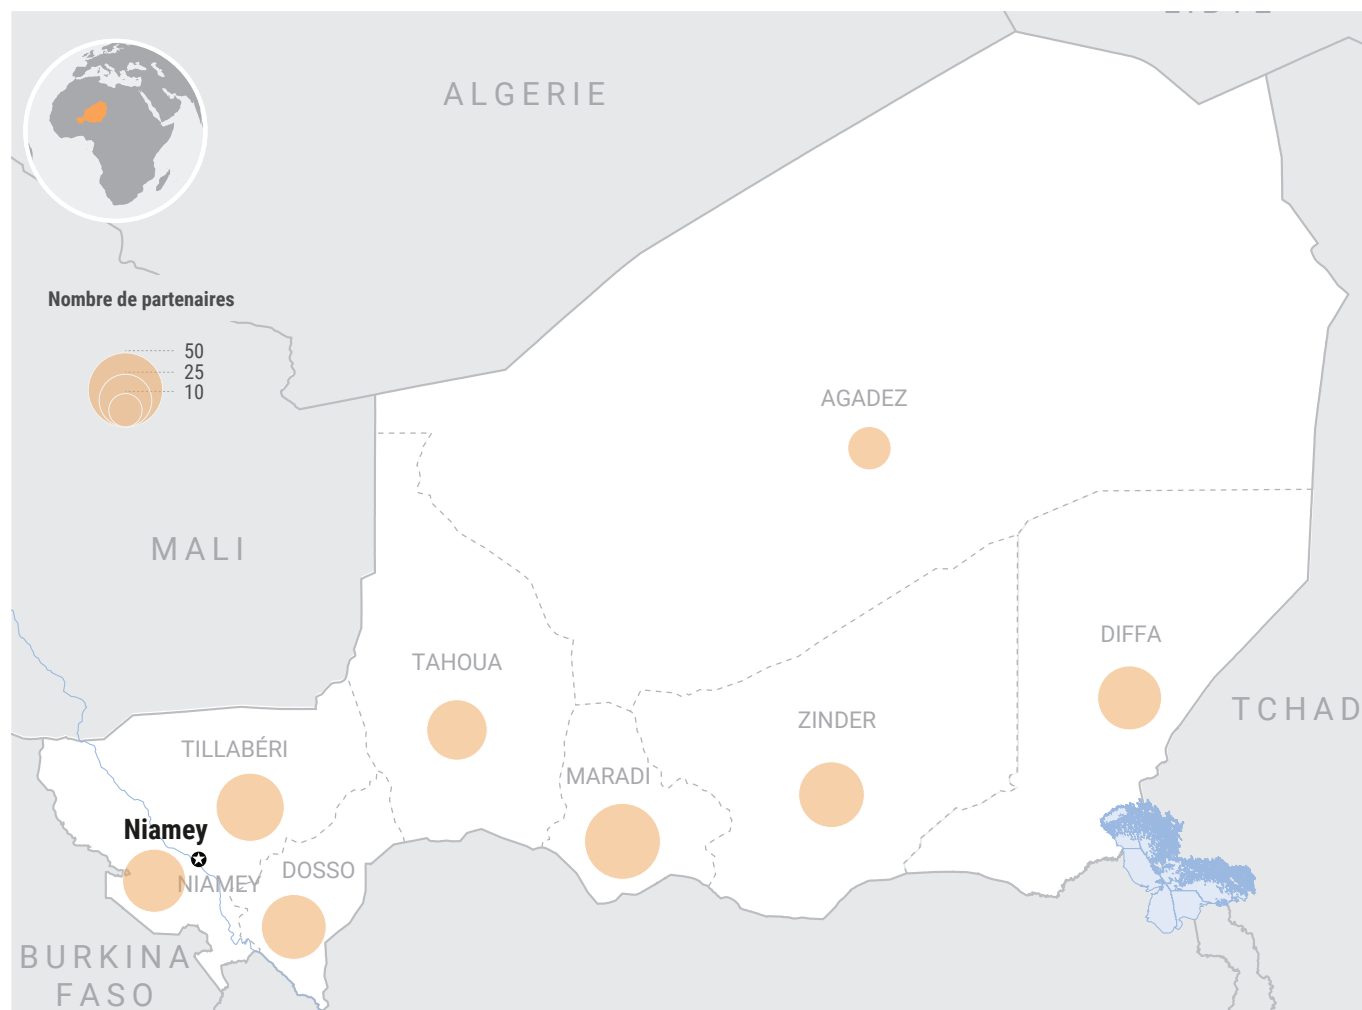 ALGERIE
Nombre de partenaires
50
25
10
AGADEZ
MALI
DIFFA
TAHOUA
TCHAD
ZINDER
TILLABÉRI
MARADI
Niamey
DOSSO
NIAMEY
BURKINA
FASO